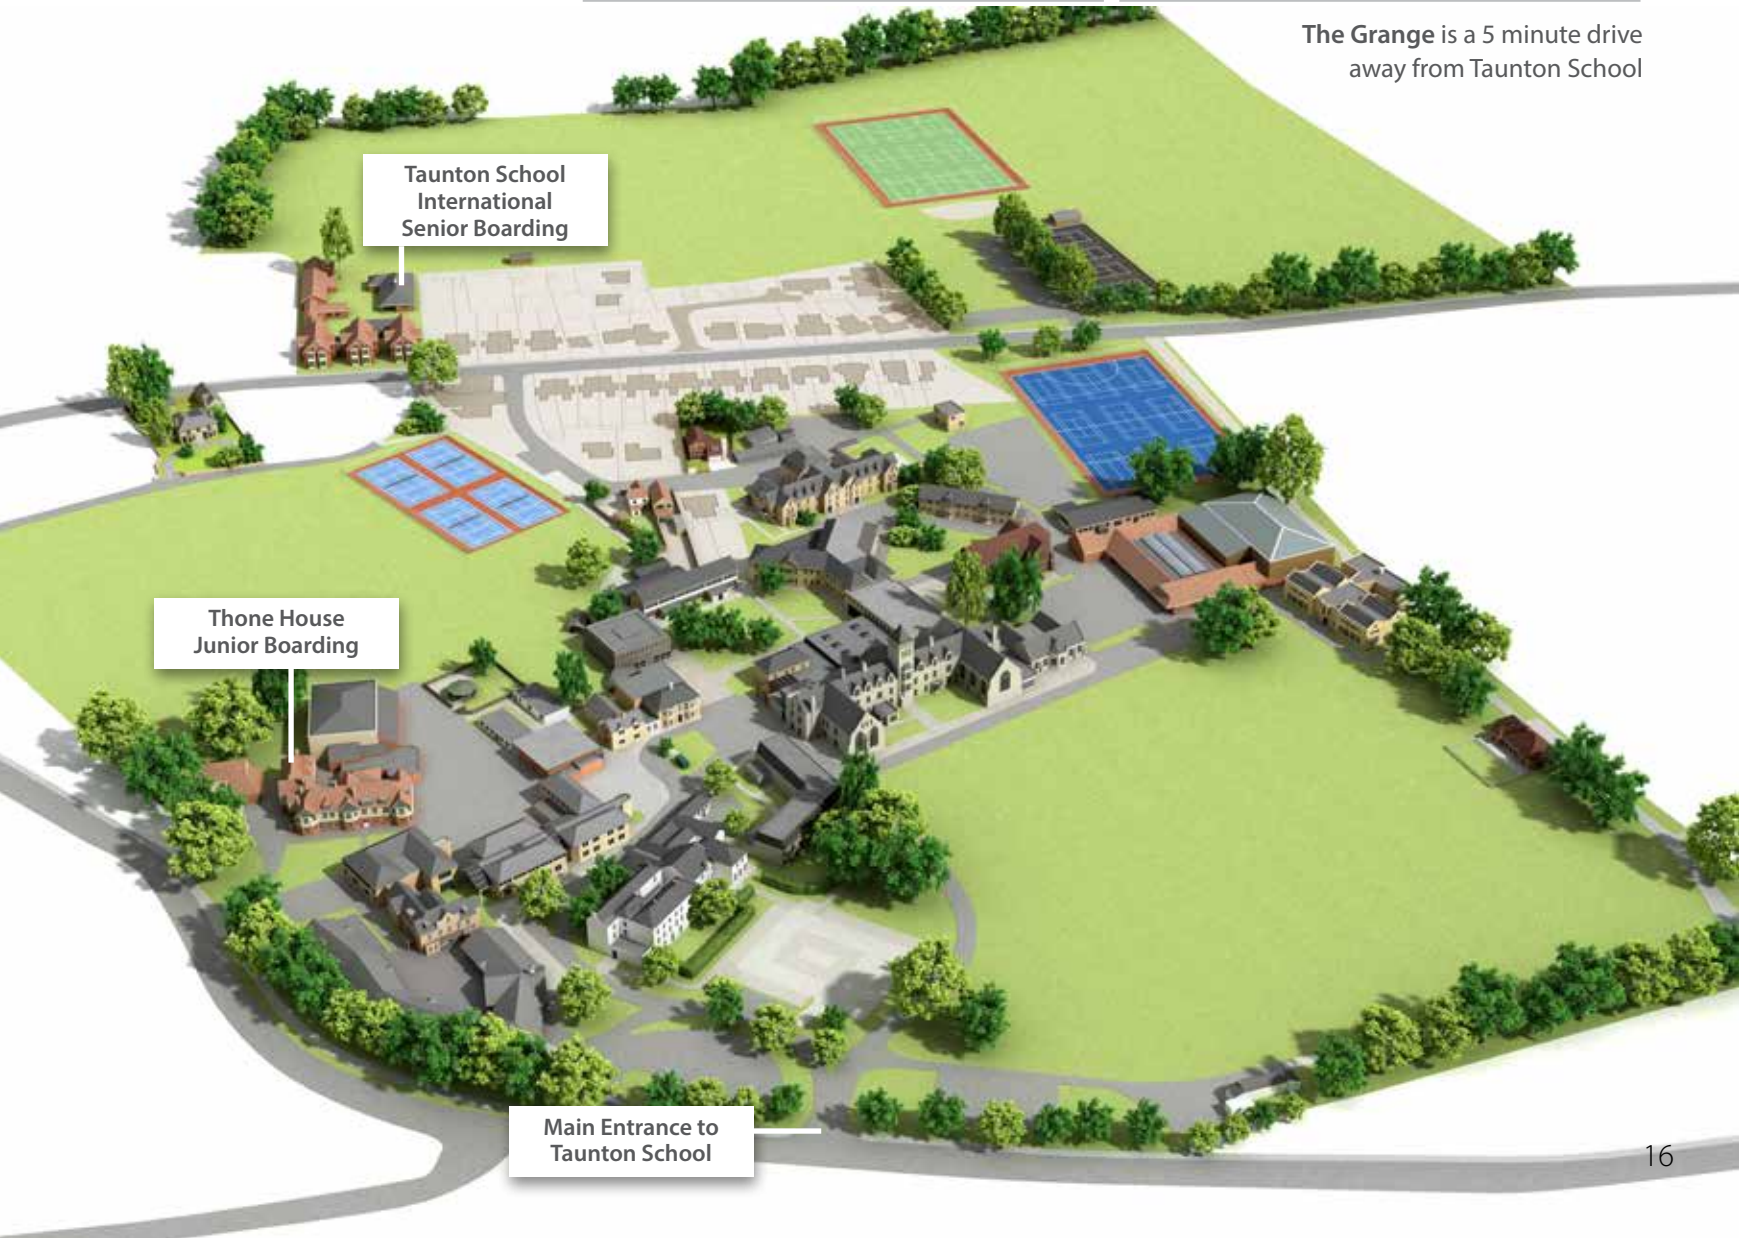 The Grange is a 5 minute drive
away from Taunton School
Taunton School
International
Senior Boarding
Thone House
Junior Boarding
Main Entrance to
Taunton School
16